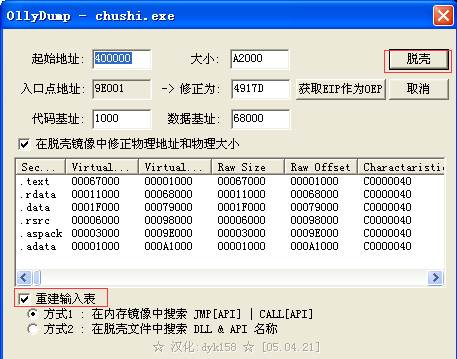 OllyDump - chushi.exe
起始地址: 400000 大小: A2000 脱壳
入口点地址: 9E001 -> 修正为: 4917D 获取EIP作为OEP 取消
代码基址: 1000 数据基址: 68000
在脱壳镜像中修正物理地址和物理大小
Sec... Virtual... Virtual... Raw Size Raw Offset Charactaristic
.text 00067000 00001000 00067000 00001000 C0000040
.rdata 00011000 00068000 00011000 00068000 C0000040
.data 0001F000 00079000 0001F000 00079000 C0000040
.rsrc 00006000 00098000 00006000 00098000 C0000040
.aspack 00003000 0009E000 00003000 0009E000 C0000040
.adata 00001000 000A1000 00001000 000A1000 C0000040
重建输入表
方式1 : 在内存镜像中搜索 JMP[API] | CALL[API]
方式2 : 在脱壳文件中搜索 DLL & API 名称
☆ 汉化:dyk158 ☆ [05.04.21]